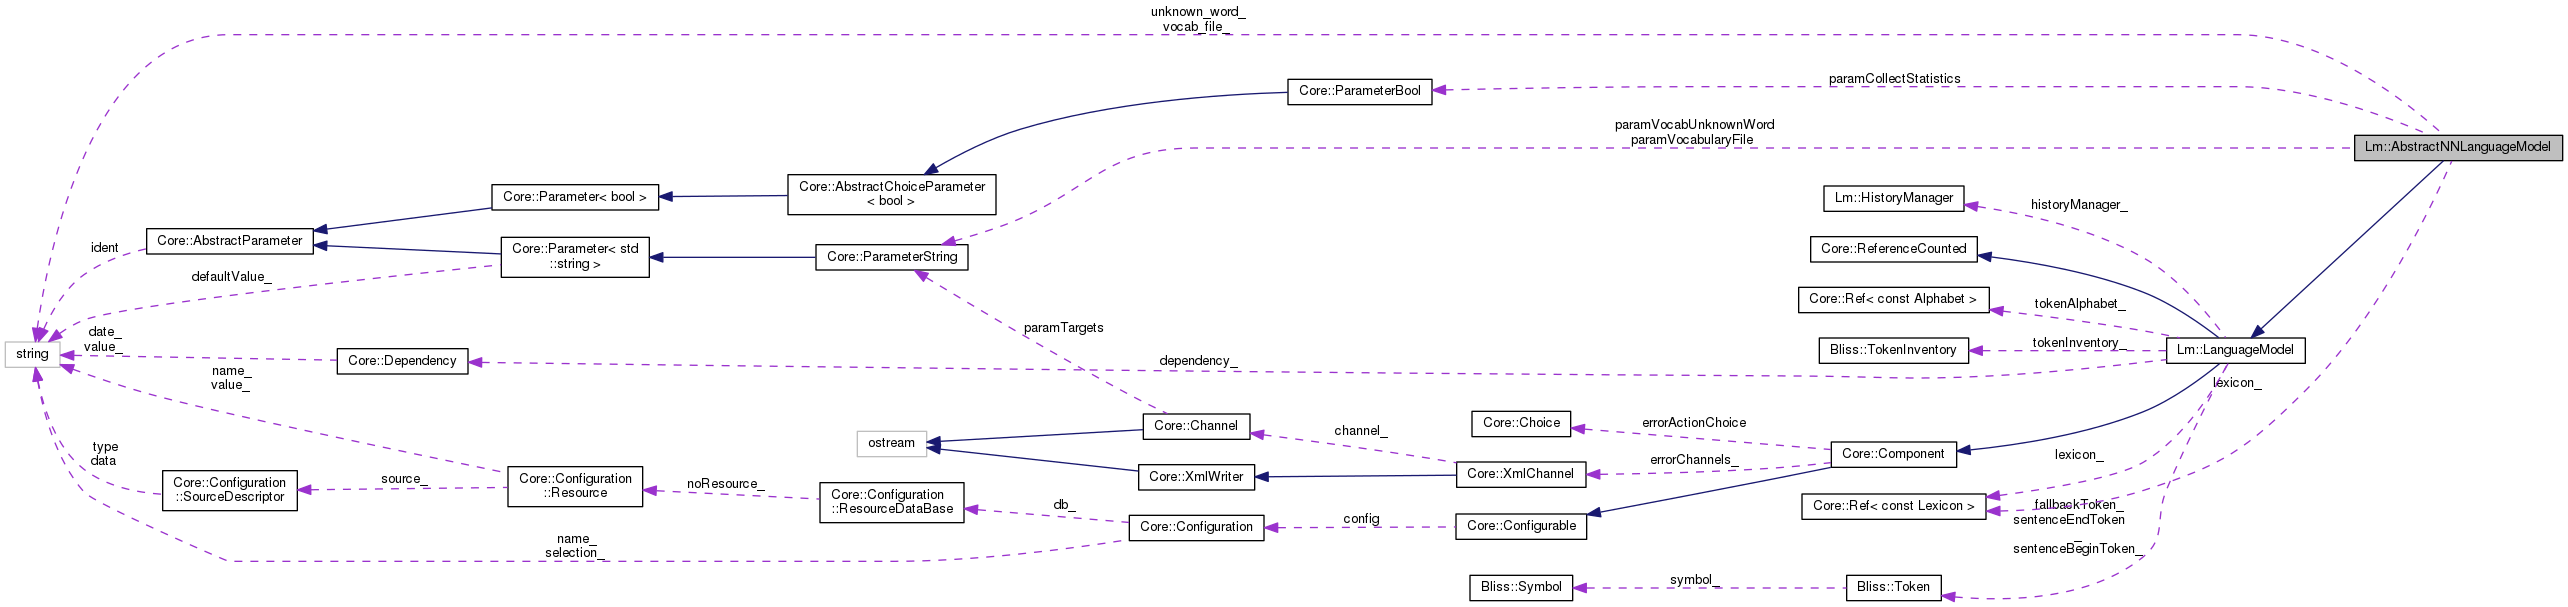 unknown_word_
vocab_file_
paramCollectStatistics
Core::ParameterBool
paramVocabUnknownWord
paramVocabularyFile
Lm::AbstractNNLanguageModel
Core::AbstractChoiceParameter
< bool >
Core::Parameter< bool >
Lm::HistoryManager
historyManager_
Core::AbstractParameter
ident
Core::Parameter< std
::string >
Core::ParameterString
Core::ReferenceCounted
defaultValue_
Core::Ref< const Alphabet >
tokenAlphabet_
date_
value_
string
paramTargets
Core::Dependency
dependency_
Bliss::TokenInventory
tokenInventory_
Lm::LanguageModel
name_
value_
lexicon_
ostream
Core::Channel
channel_
Core::Choice
errorActionChoice
type
data
Core::Configuration
::SourceDescriptor
source_
Core::Configuration
::Resource
noResource_
Core::Configuration
::ResourceDataBase
Core::XmlWriter
Core::XmlChannel
errorChannels_
Core::Component
lexicon_
db_
Core::Configuration
config
Core::Configurable
Core::Ref< const Lexicon >
fallbackToken_
sentenceEndToken
_
sentenceBeginToken_
name_
selection_
Bliss::Symbol
symbol_
Bliss::Token